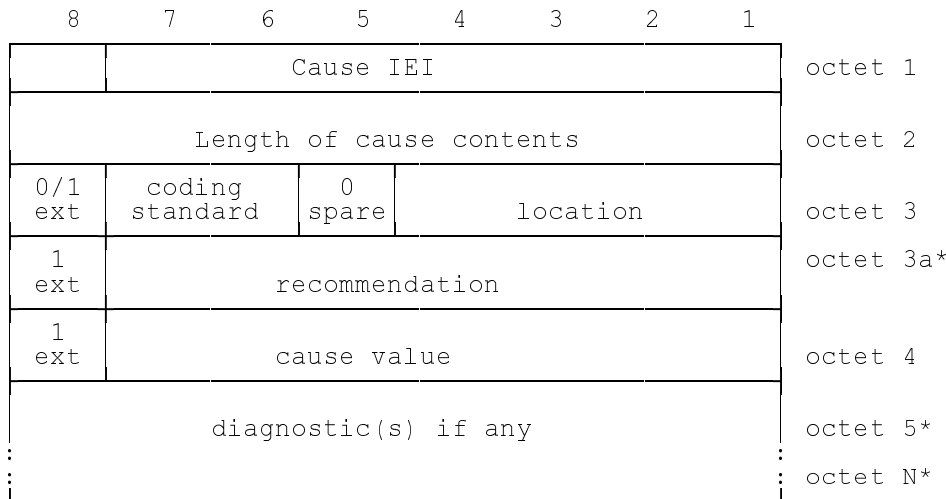 8 7 6 5 4 3 2 1
Cause IEI octet 1
Length of cause contents octet 2
0/1 coding 0
ext standard spare location octet 3
1 octet 3a*
ext recommendation
1
ext cause value octet 4
diagnostic(s) if any octet 5*
: :
: : octet N*